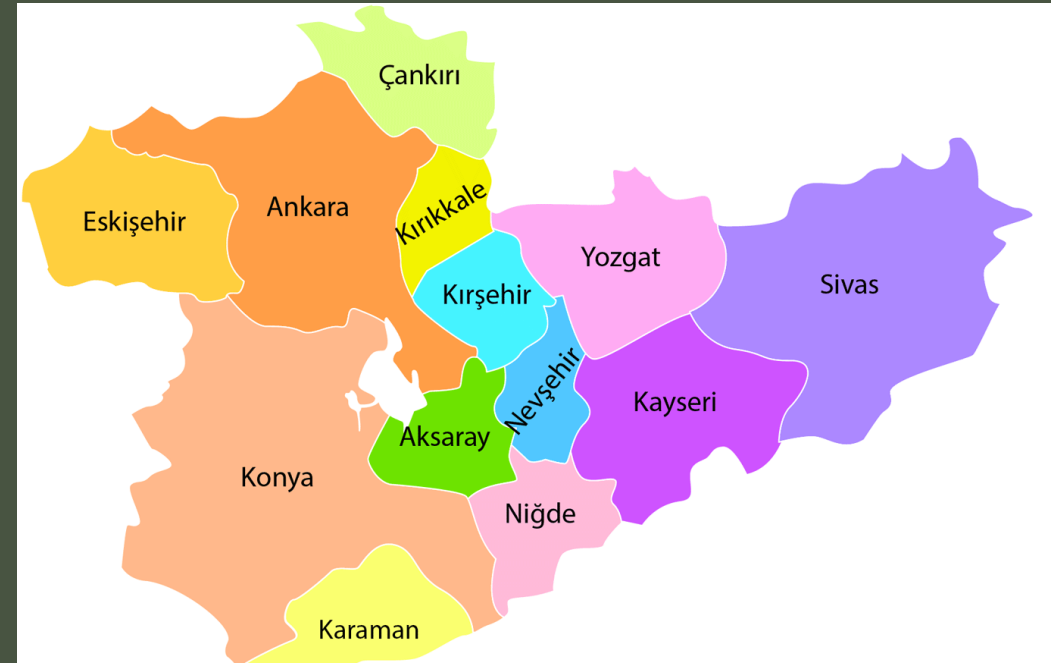 Çankırı
Ankara
Kırıkkale
Eskişehir
Yozgat
Sivas
Kırşehir
Nevşehir
Kayseri
Aksaray
Konya
Niğde
Karaman